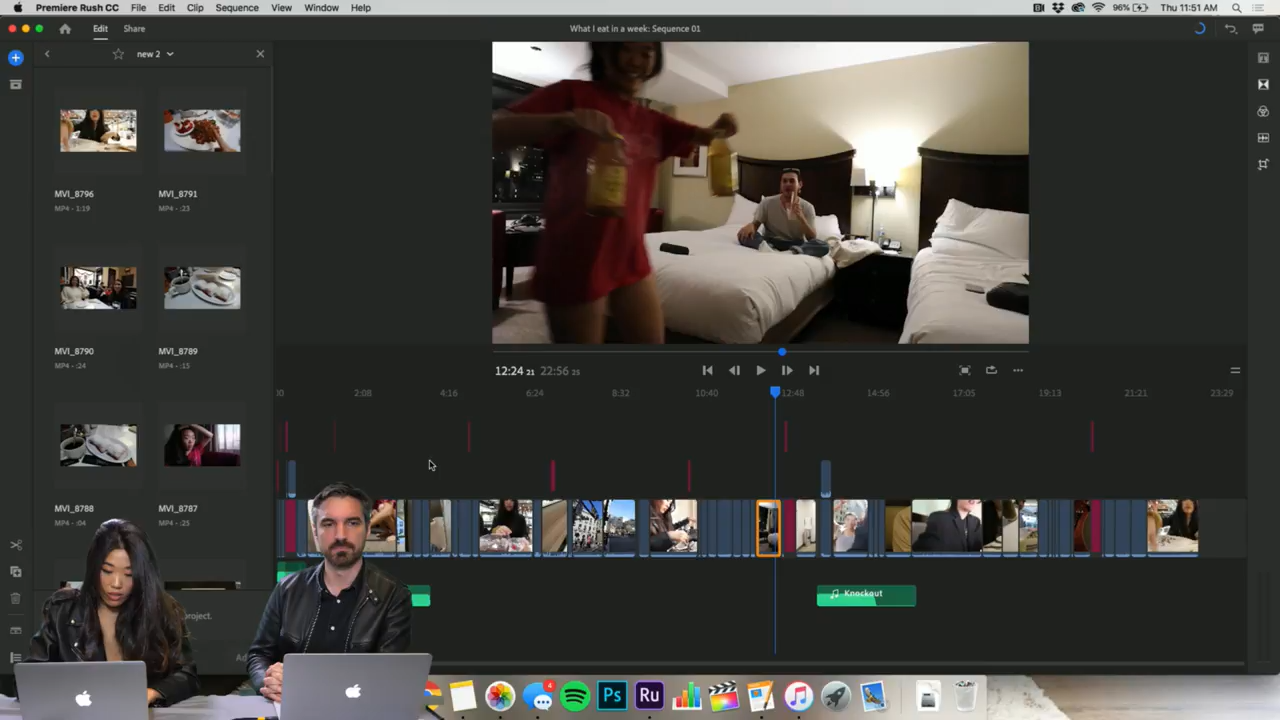 Premiere Rush CC File Edit Clip Sequence View Window Help
96% Thu 11:51 AM
Edit Share
What I eat in a week: Sequence 01
new 2
MVI_8796
MP4 - 1:19
MVI_8791
MP4 - :23
MVI_8790
MP4 - :24
MVI_8789
MP4 - :15
MVI_8788
MP4 - :04
MVI_8787
MP4 - :25
project.
12:24 21 22:56 25
:00 2:08 4:16 6:24 8:32 10:40 12:48 14:56 17:05 19:13 21:21 23:29
Knockout
4
Ps
Ru